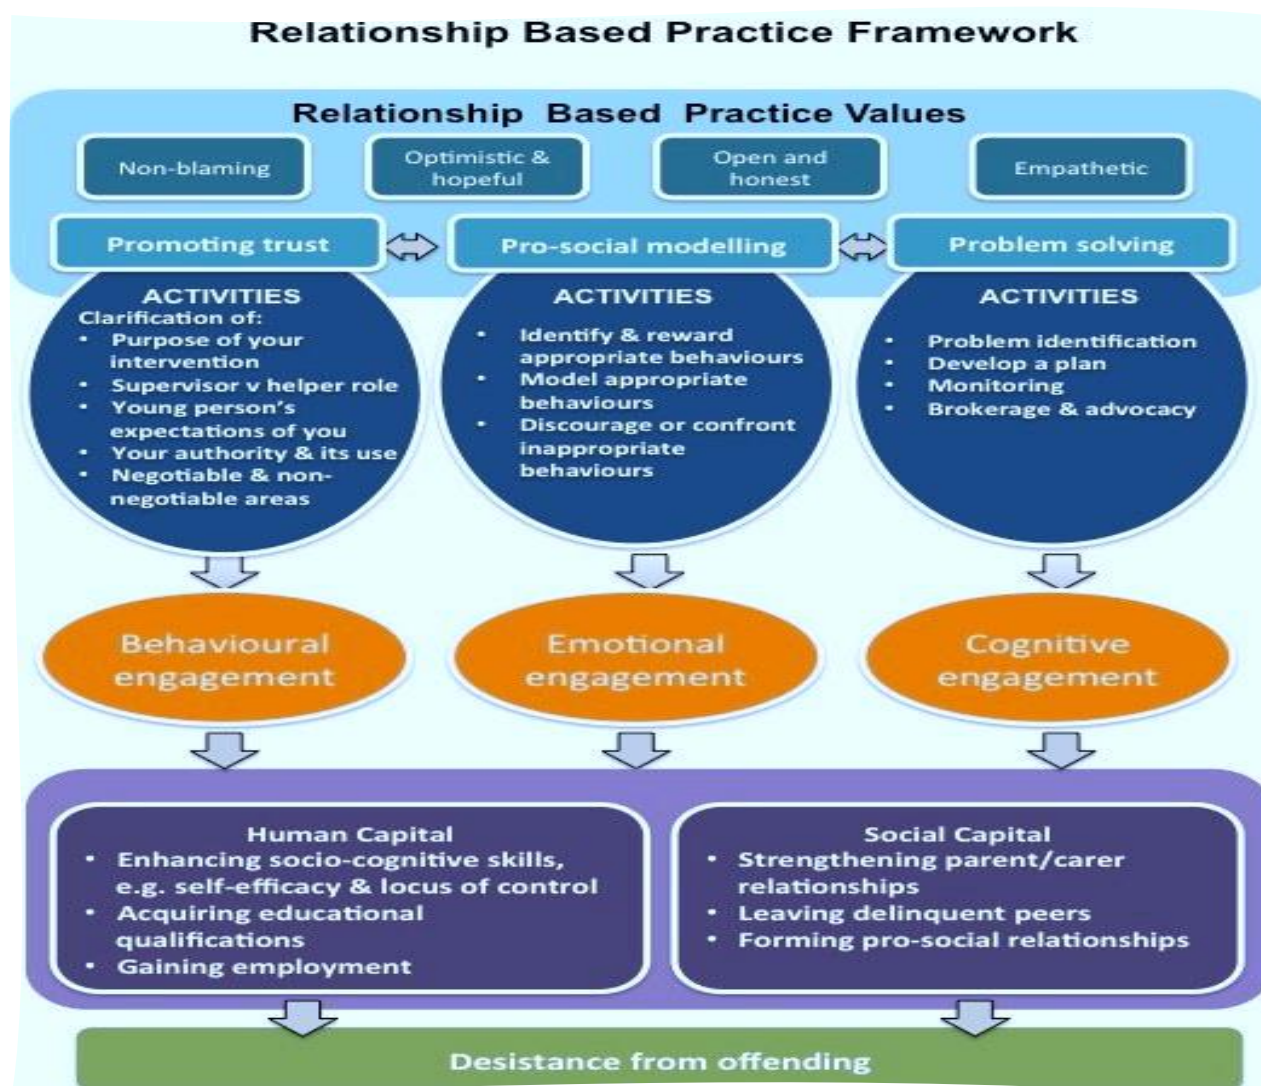 Relationship Based Practice Framework
Relationship Based Practice Values
Non-blaming
Optimistic &
hopeful
Open and
honest
Empathetic
Promoting trust
Pro-social modelling
Problem solving
ACTIVITIES
Clarification of:
• Purpose of your
intervention
• Supervisor v helper role
• Young person's
expectations of you
• Your authority & its use
• Negotiable & non-
negotiable areas
ACTIVITIES
• Identify & reward
appropriate behaviours
• Model appropriate
behaviours
• Discourage or confront
inappropriate
behaviours
ACTIVITIES
• Problem identification
• Develop a plan
• Monitoring
• Brokerage & advocacy
Behavioural
engagement
Emotional
engagement
Cognitive
engagement
Human Capital
• Enhancing socio-cognitive skills,
e.g. self-efficacy & locus of control
• Acquiring educational
qualifications
• Gaining employment
Social Capital
• Strengthening parent/carer
relationships
• Leaving delinquent peers
• Forming pro-social relationships
Desistance from offending